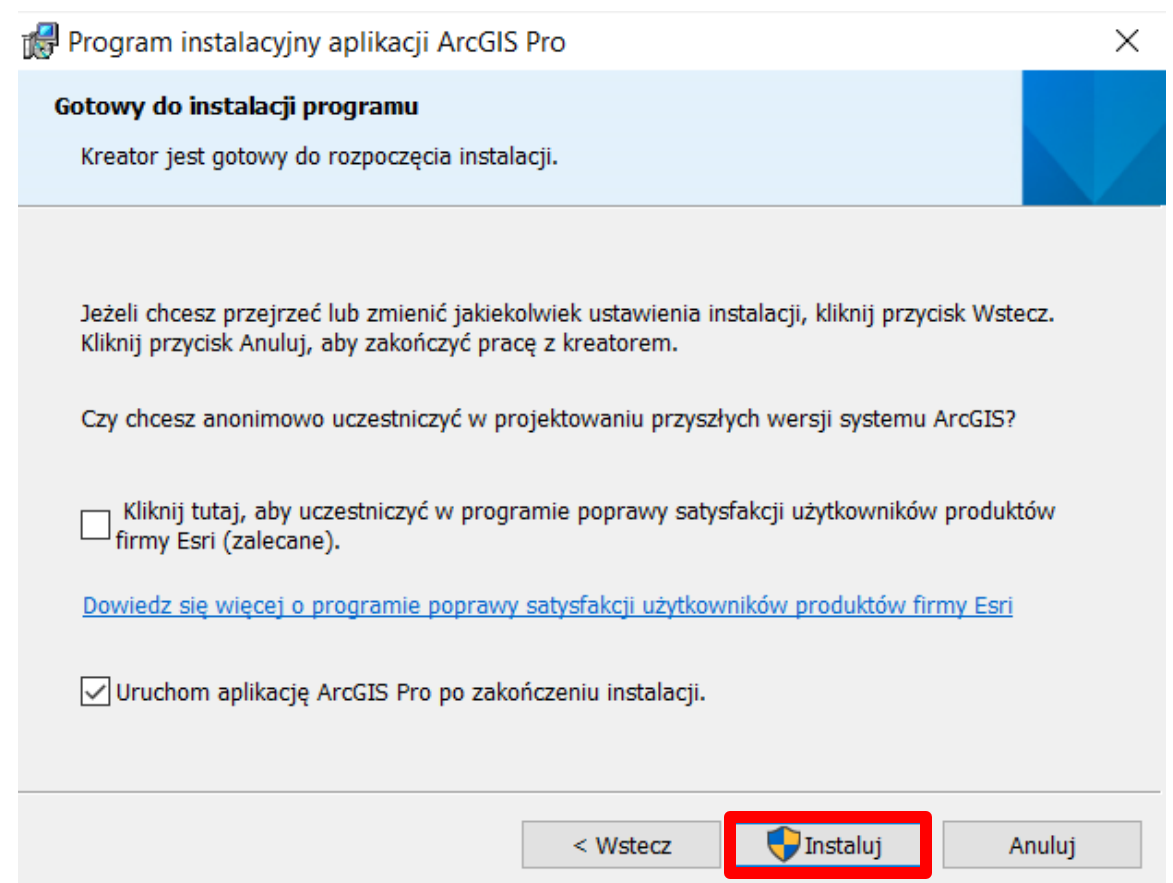 Program instalacyjny aplikacji ArcGIS Pro
Gotowy do instalacji programu
Kreator jest gotowy do rozpoczęcia instalacji.
Jeżeli chcesz przejrzeć lub zmienić jakiekolwiek ustawienia instalacji, kliknij przycisk Wstecz.
Kliknij przycisk Anuluj, aby zakończyć pracę z kreatorem.
Czy chcesz anonimowo uczestniczyć w projektowaniu przyszłych wersji systemu ArcGIS?
Kliknij tutaj, aby uczestniczyć w programie poprawy satysfakcji użytkowników produktów
firmy Esri (zalecane).
Dowiedz się więcej o programie poprawy satysfakcji użytkowników produktów firmy Esri
Uruchom aplikację ArcGIS Pro po zakończeniu instalacji.
< Wstecz
Instaluj
Anuluj